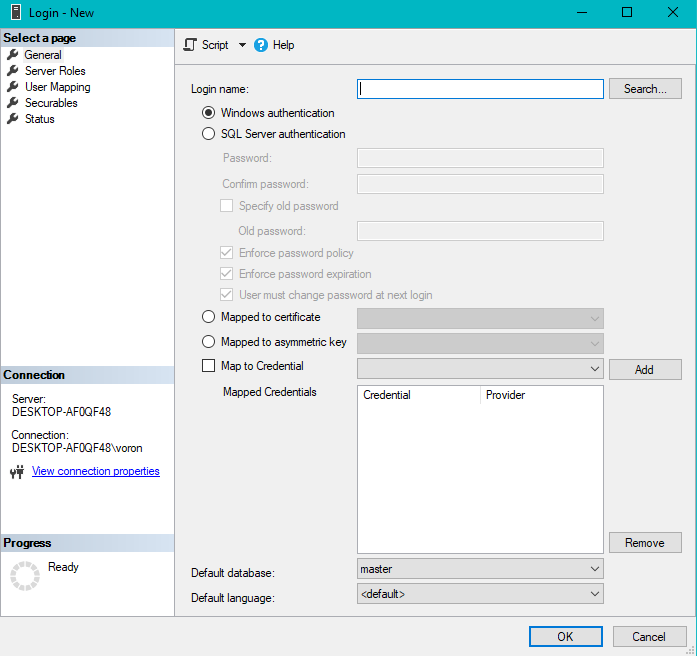 Login - New
Select a page
General
Server Roles
User Mapping
Securables
Status
Script
Help
Login name:
Search...
Windows authentication
SQL Server authentication
Password:
Confirm password:
Specify old password
Old password:
Enforce password policy
Enforce password expiration
User must change password at next login
Mapped to certificate
Mapped to asymmetric key
Map to Credential
Add
Mapped Credentials
Credential
Provider
Remove
Default database:
master
Default language:
<default>
Connection
Server:
DESKTOP-AF0QF48
Connection:
DESKTOP-AF0QF48\voron
View connection properties
Progress
Ready
OK
Cancel